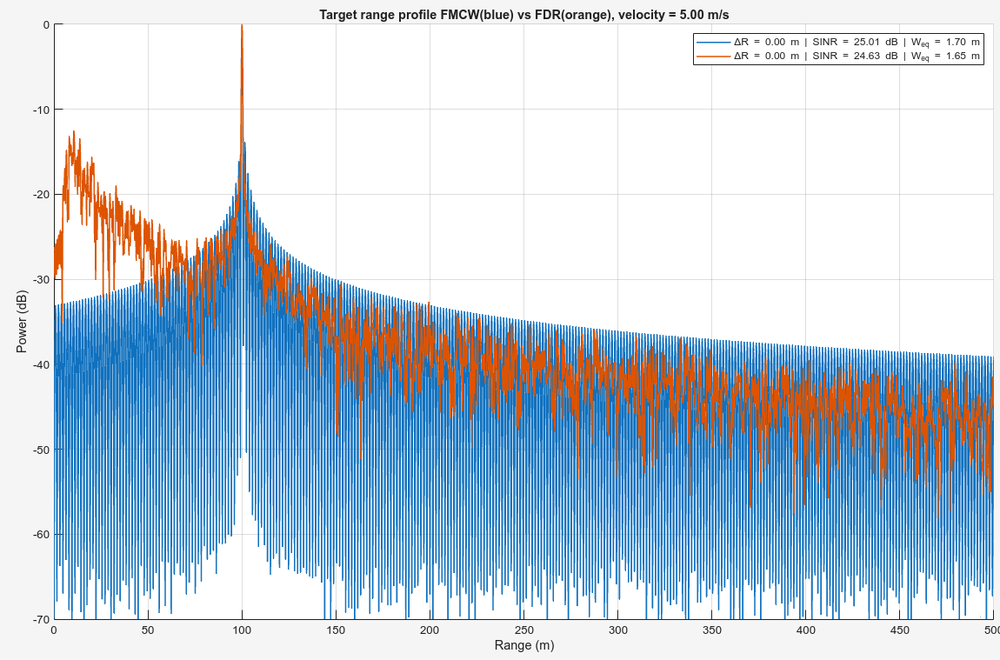 Target range profile FMCW(blue) vs FDR(orange), velocity = 5.00 m/s
ΔR = 0.00 m | SINR = 25.01 dB | Weq = 1.70 m
ΔR = 0.00 m | SINR = 24.63 dB | Weq = 1.65 m
0
-10
-20
-30
-40
-50
-60
-70
Power (dB)
0 50 100 150 200 250 300 350 400 450 500
Range (m)